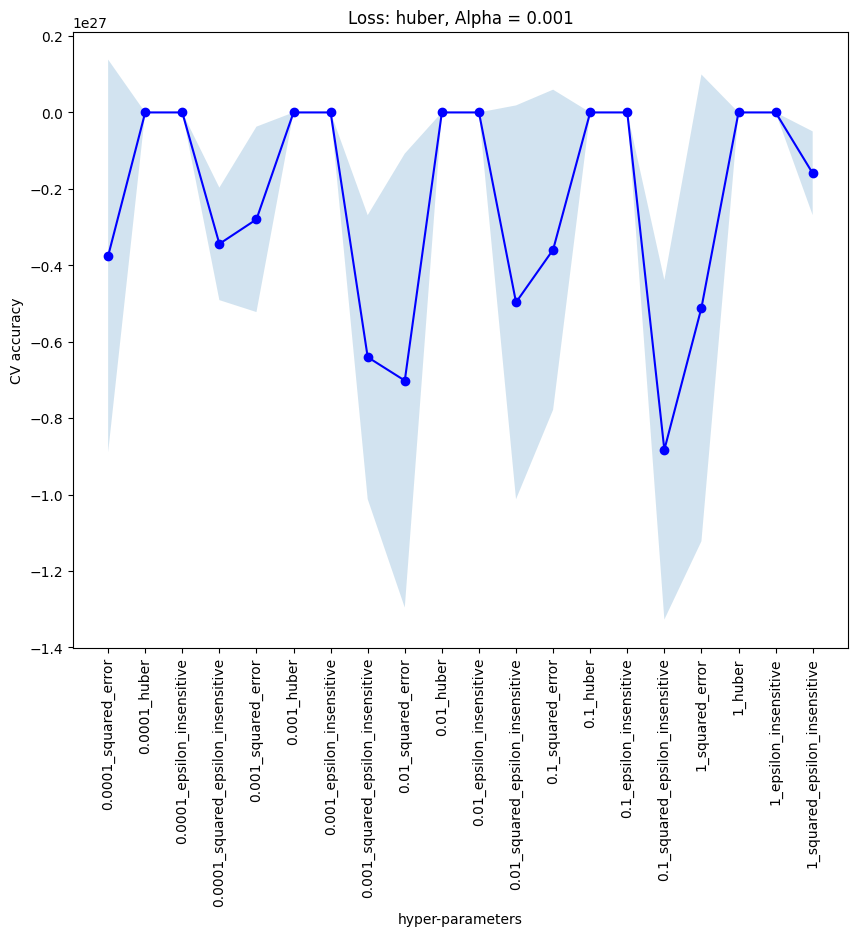 Loss: huber, Alpha = 0.001
1e27
0.2
0.0
−0.2
−0.4
−0.6
−0.8
−1.0
−1.2
−1.4
CV accuracy
0.0001_squared_error
0.0001_huber
0.0001_epsilon_insensitive
0.0001_squared_epsilon_insensitive
0.001_squared_error
0.001_huber
0.001_epsilon_insensitive
0.001_squared_epsilon_insensitive
0.01_squared_error
0.01_huber
0.01_epsilon_insensitive
0.01_squared_epsilon_insensitive
0.1_squared_error
0.1_huber
0.1_epsilon_insensitive
0.1_squared_epsilon_insensitive
1_squared_error
1_huber
1_epsilon_insensitive
1_squared_epsilon_insensitive
hyper-parameters